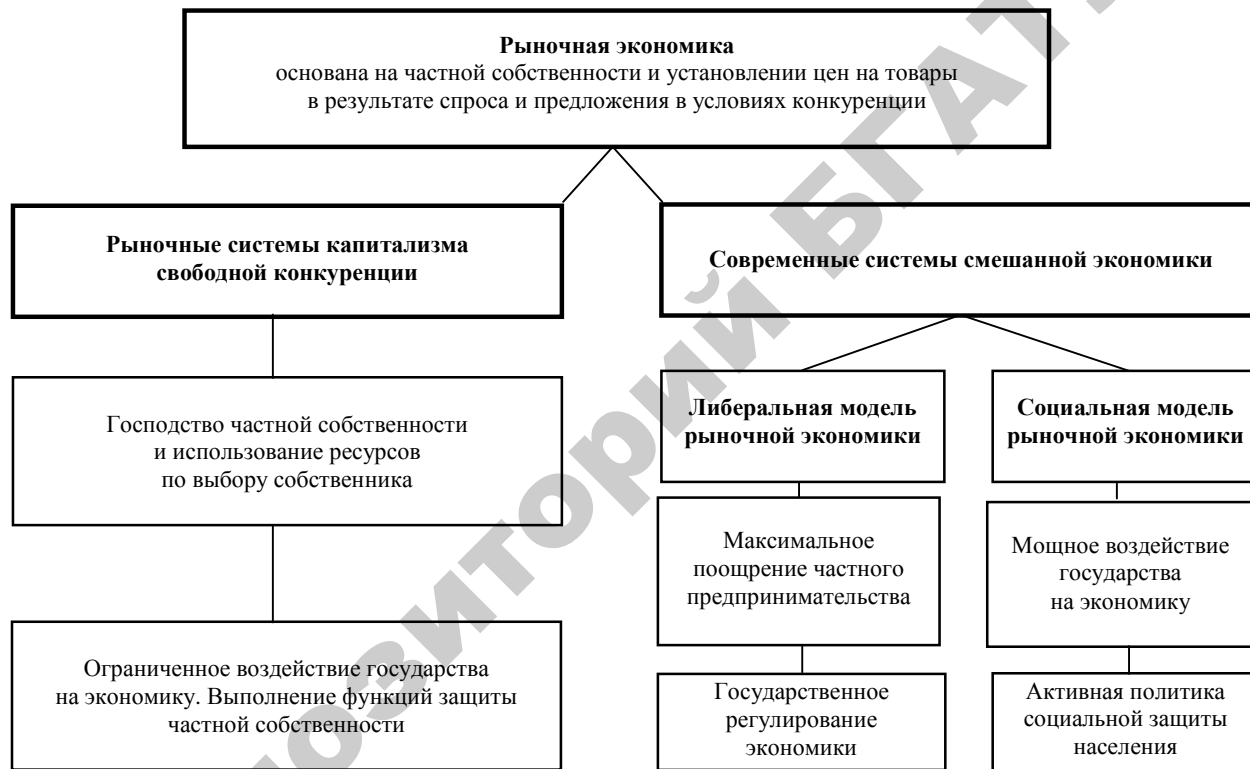 Рыночная экономика
основана на частной собственности и установлении цен на товары
в результате спроса и предложения в условиях конкуренции
Рыночные системы капитализма
свободной конкуренции
Современные системы смешанной экономики
Господство частной собственности
и использование ресурсов
по выбору собственника
Ограниченное воздействие государства
на экономику. Выполнение функций защиты
частной собственности
Либеральная модель
рыночной экономики
Максимальное
поощрение частного
предпринимательства
Государственное
регулирование
экономики
Социальная модель
рыночной экономики
Мощное воздействие
государства
на экономику
Активная политика
социальной защиты
населения